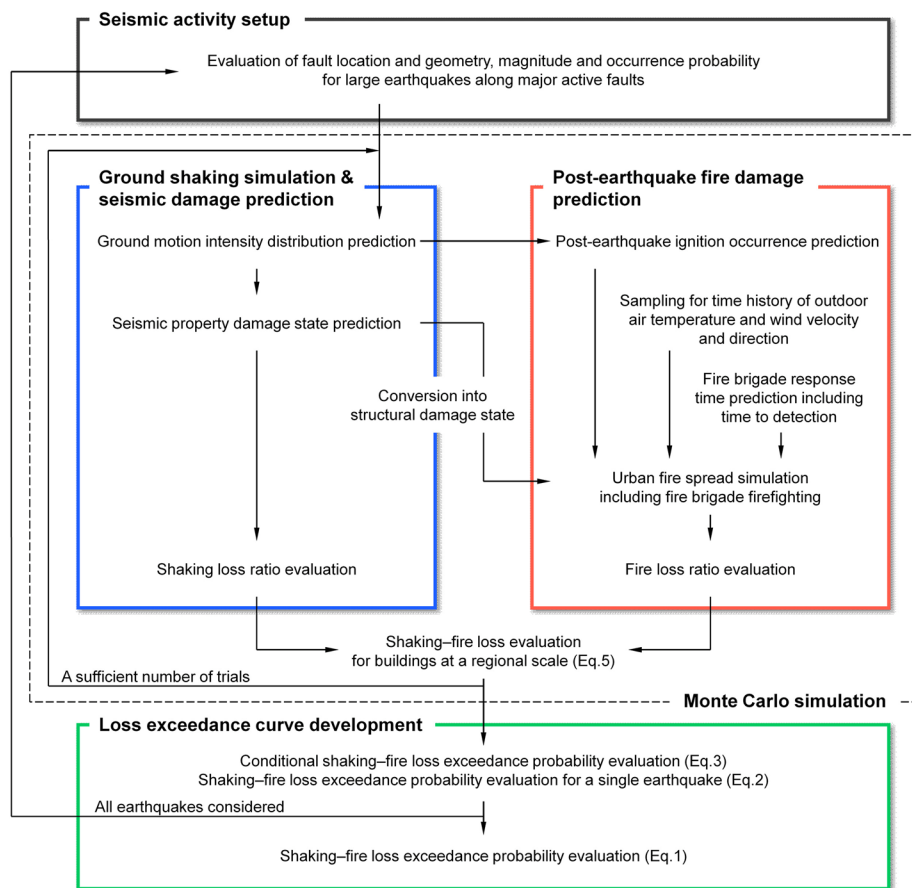 Seismic activity setup
Evaluation of fault location and geometry, magnitude and occurrence probability
for large earthquakes along major active faults
Ground shaking simulation &
seismic damage prediction
Ground motion intensity distribution prediction
Seismic property damage state prediction
Conversion into
structural damage state
Shaking loss ratio evaluation
Post-earthquake fire damage
prediction
Post-earthquake ignition occurrence prediction
Sampling for time history of outdoor
air temperature and wind velocity
and direction
Fire brigade response
time prediction including
time to detection
Urban fire spread simulation
including fire brigade firefighting
Fire loss ratio evaluation
Shaking–fire loss evaluation
for buildings at a regional scale (Eq.5)
A sufficient number of trials
Monte Carlo simulation
Loss exceedance curve development
Conditional shaking–fire loss exceedance probability evaluation (Eq.3)
Shaking–fire loss exceedance probability evaluation for a single earthquake (Eq.2)
All earthquakes considered
Shaking–fire loss exceedance probability evaluation (Eq.1)